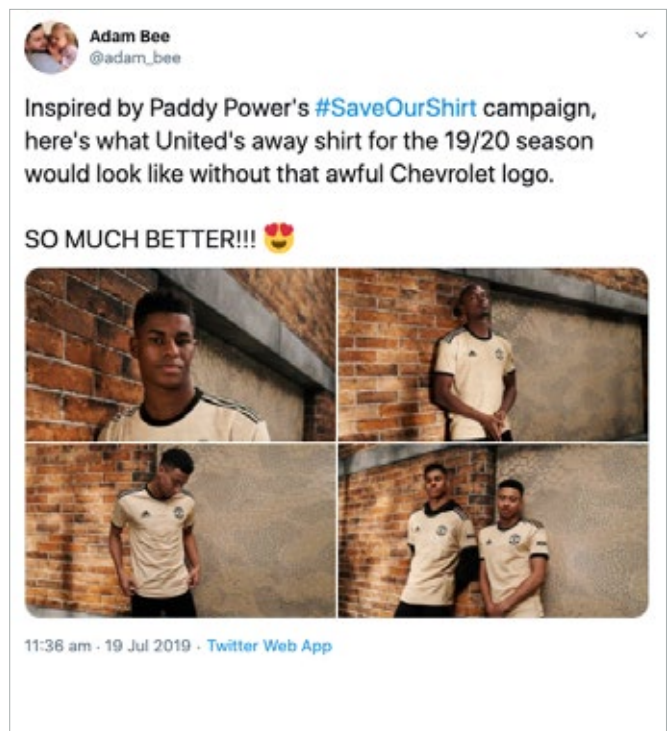 Adam Bee
@adam_bee
Inspired by Paddy Power's #SaveOurShirt campaign,
here's what United's away shirt for the 19/20 season
would look like without that awful Chevrolet logo.
SO MUCH BETTER!!! 😍
11:36 am · 19 Jul 2019 · Twitter Web App